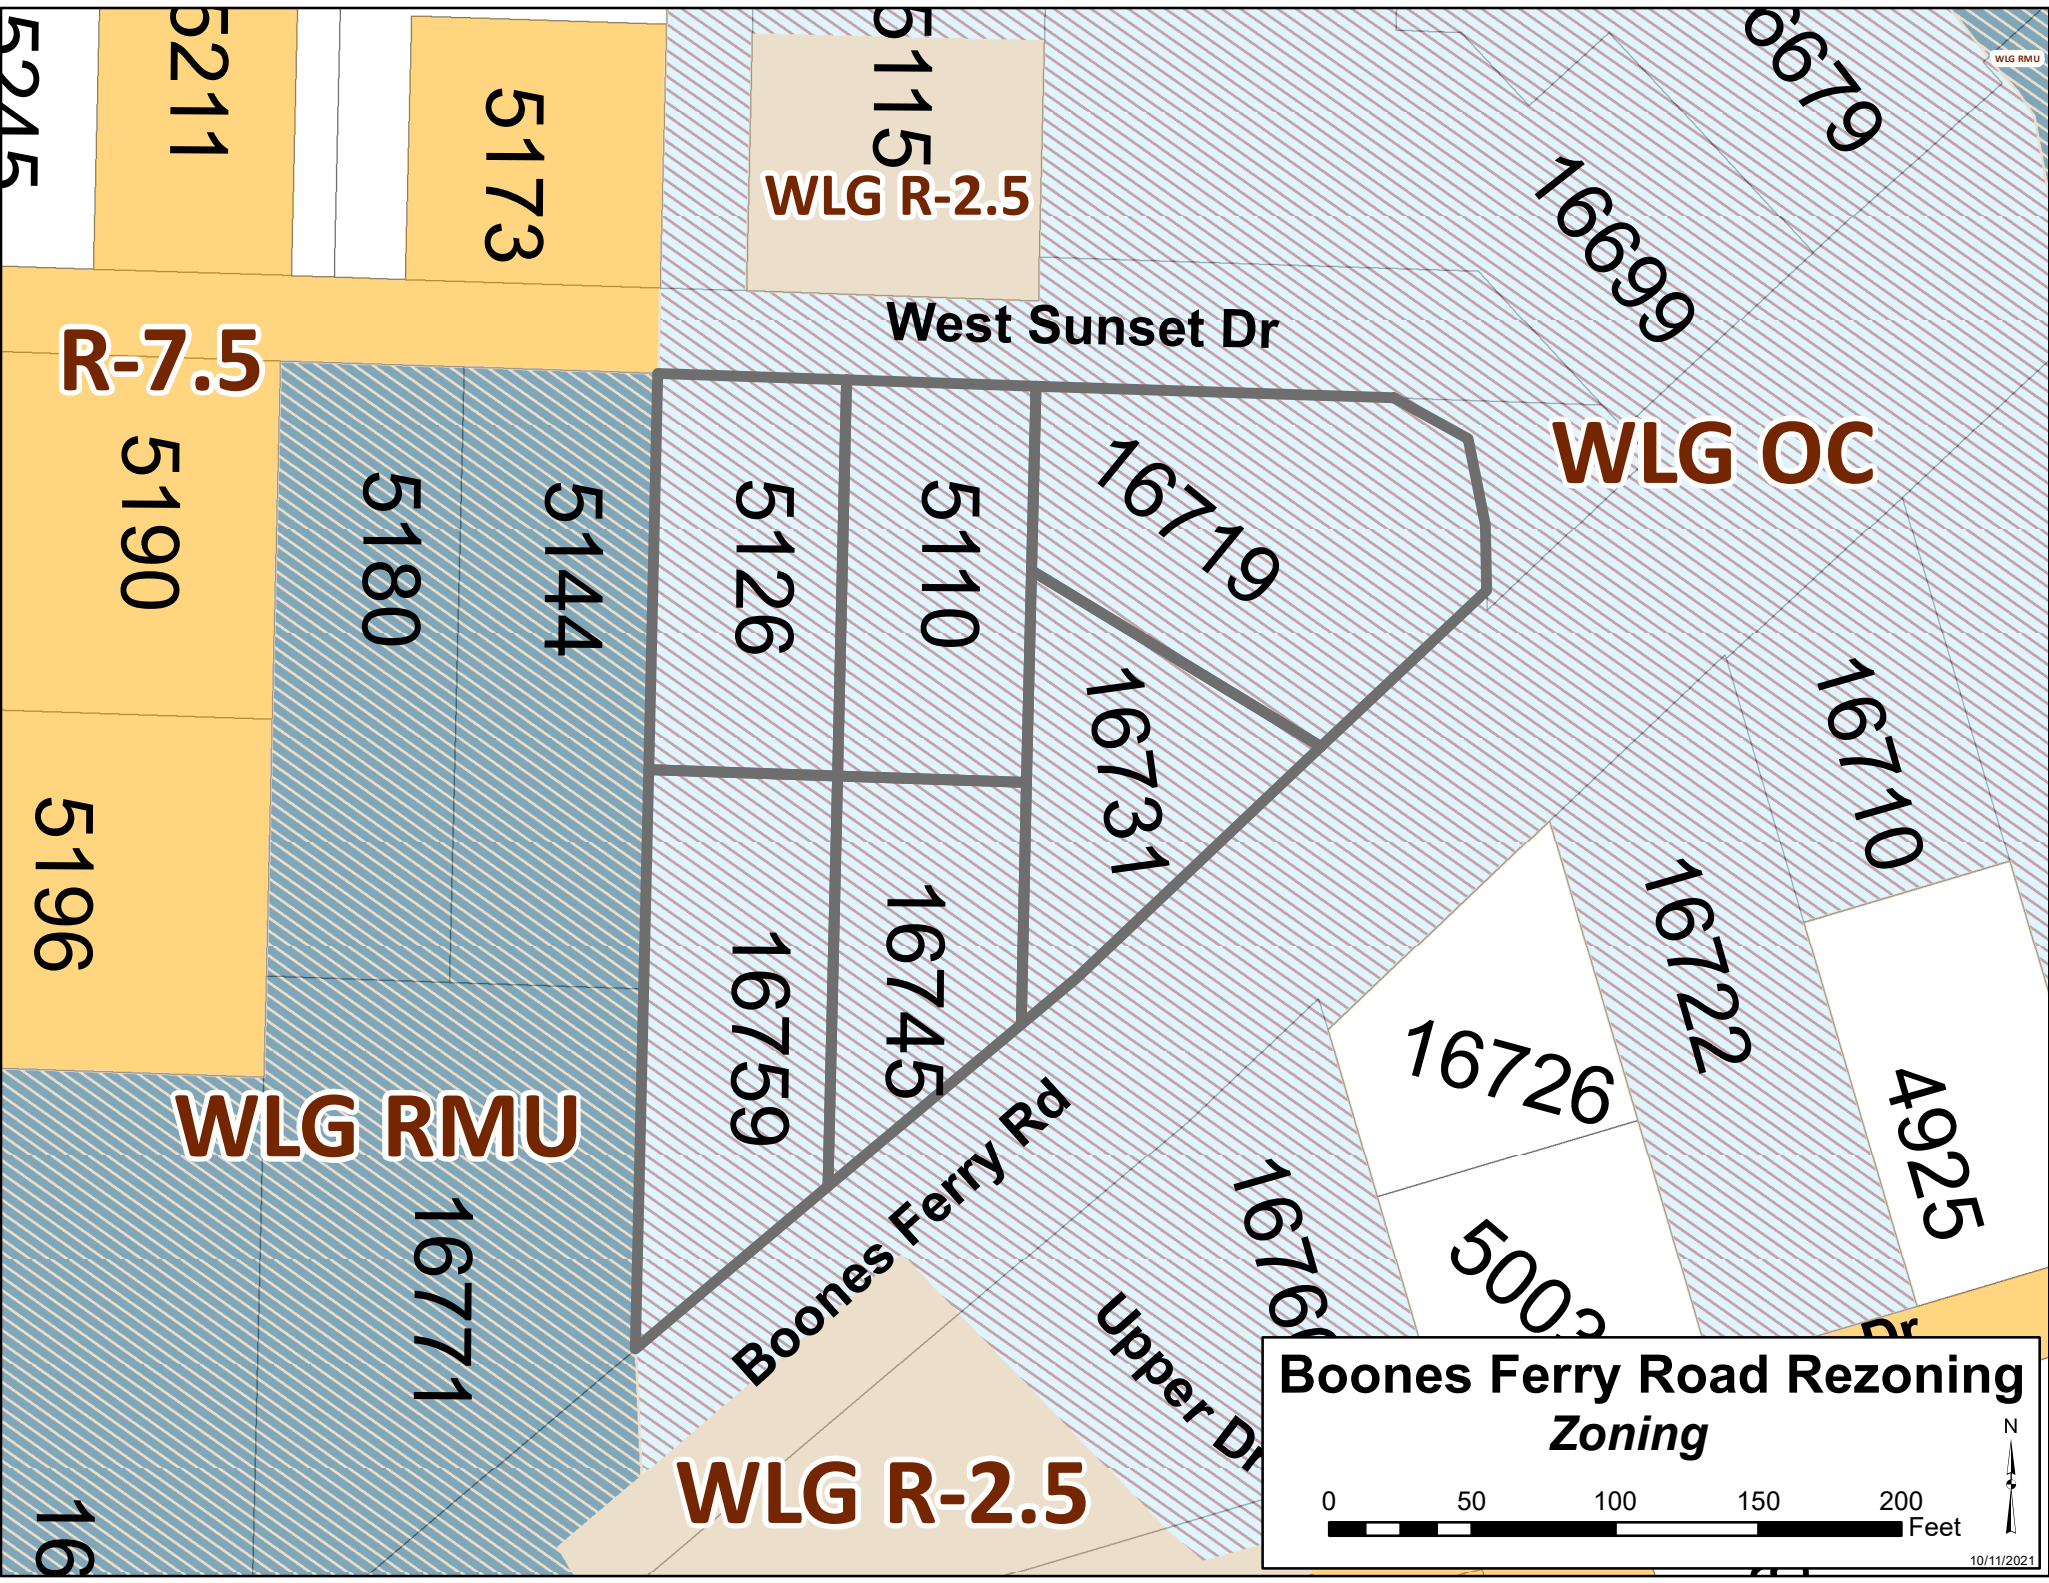 5245
5211
5173
5115
WLG R-2.5
6679
WLG RMU
16699
West Sunset Dr
R-7.5
WLG OC
5190
5180
5144
5126
5110
16719
16731
16710
5196
16759
16745
16722
16726
4925
WLG RMU
16771
Boones Ferry Rd
5003
Upper Dr
Dr
WLG R-2.5
16
Boones Ferry Road Rezoning
Zoning
N
0 50 100 150 200
Feet
10/11/2021